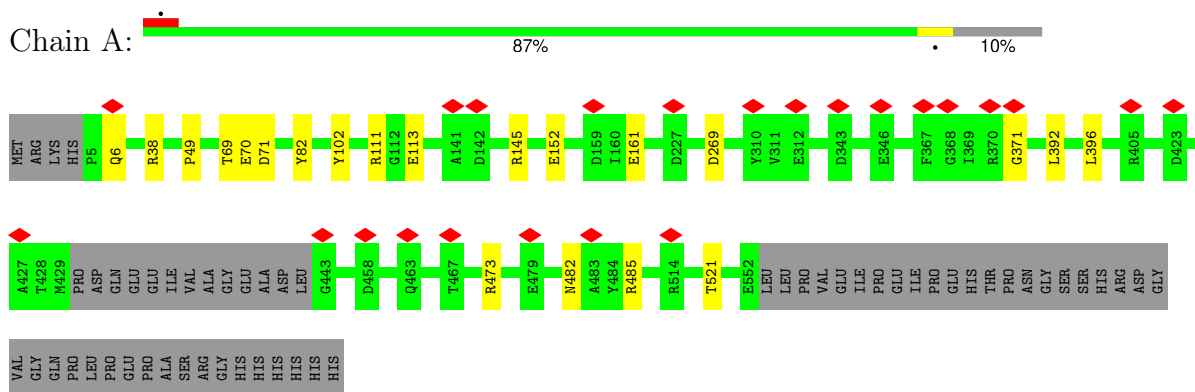 Chain A:
87%
10%
MET ARG LYS HIS P5 Q6 R38 P49 T69 E70 D71 Y82 Y102 R111 G112 E113 A141 D142 R145 E152 D159 I160 E161 D227 D269 Y310 V311 E312 D343 E346 F367 G368 I369 R370 G371 L392 L396 R405 D423
A427 T428 M429 PRO ASP GLN GLU GLU ILE VAL ALA GLY GLU ALA ASP LEU G443 D458 Q463 T467 R473 E479 N482 A483 Y484 R485 R514 T521 E552 LEU LEU PRO VAL GLU ILE PRO GLU ILE PRO GLU HIS THR PRO ASN GLY SER SER HIS ARG ASP GLY
VAL GLY GLN PRO LEU PRO GLU PRO ALA SER ARG GLY HIS HIS HIS HIS HIS HIS